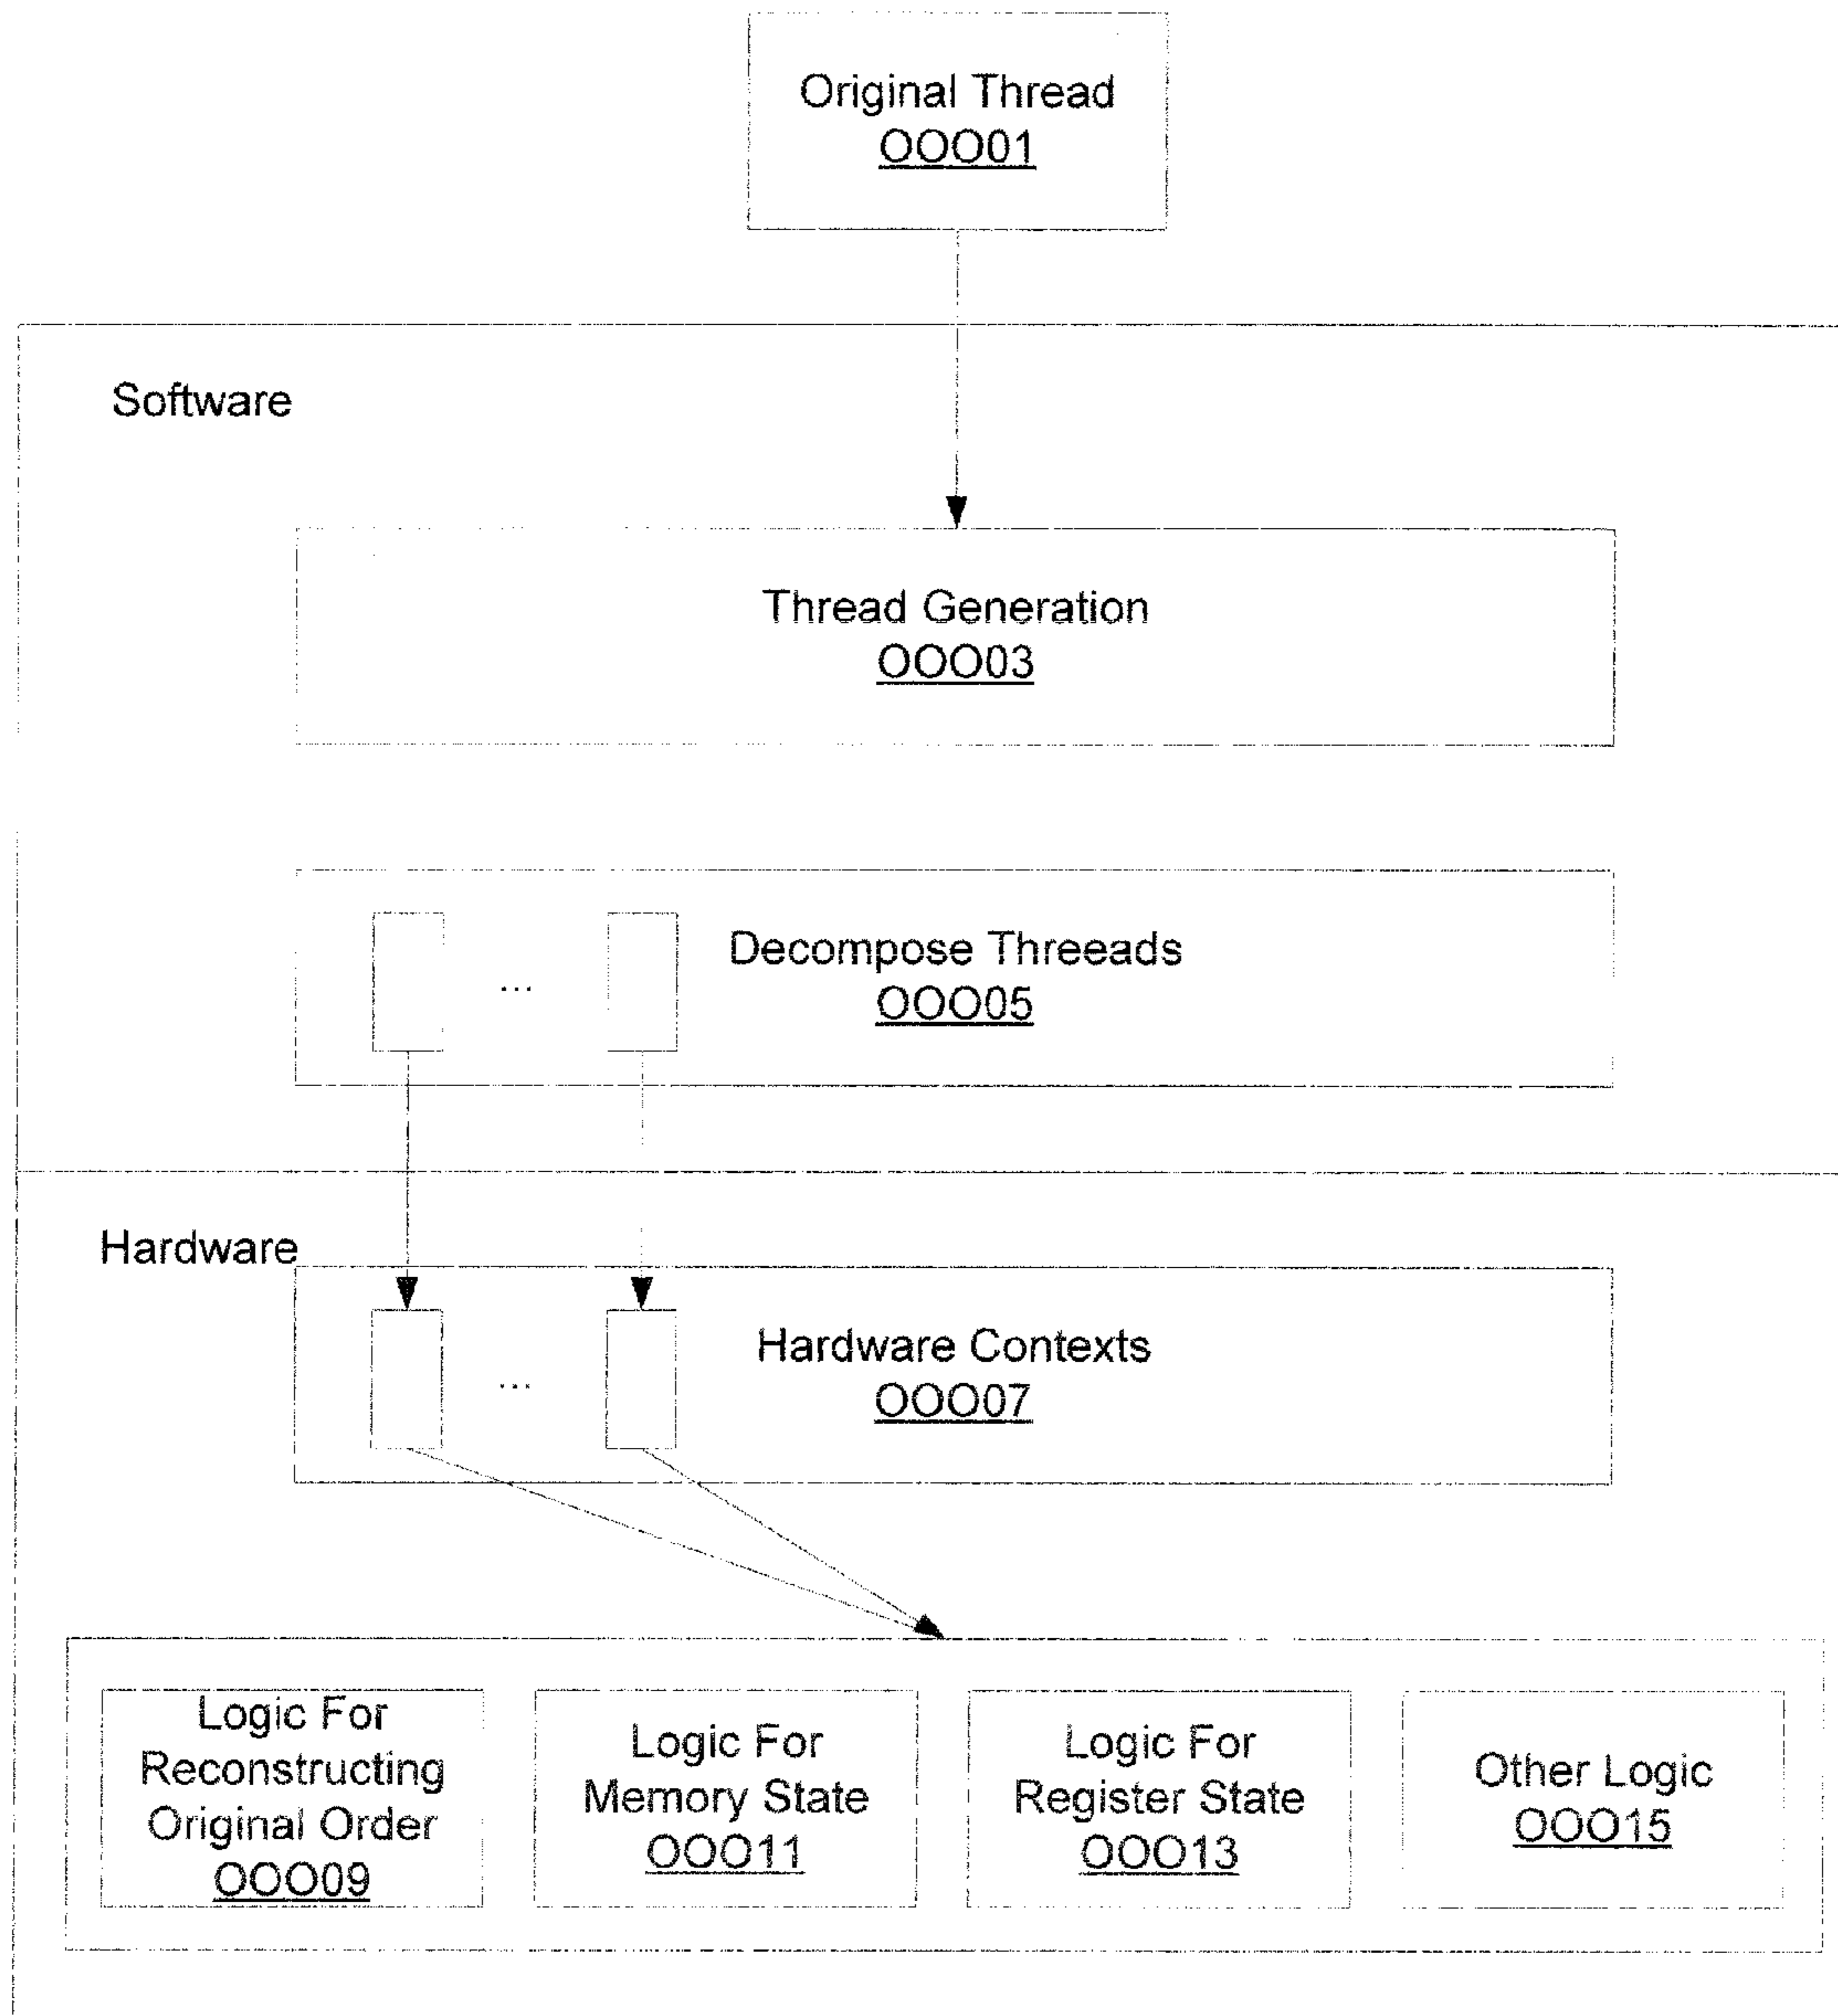 Original Thread
OOO01
Software
Thread Generation
OOO03
Decompose Threeads
OOO05
...
Hardware
Hardware Contexts
OOO07
...
Logic For
Reconstructing
Original Order
OOO09
Logic For
Memory State
OOO11
Logic For
Register State
OOO13
Other Logic
OOO15